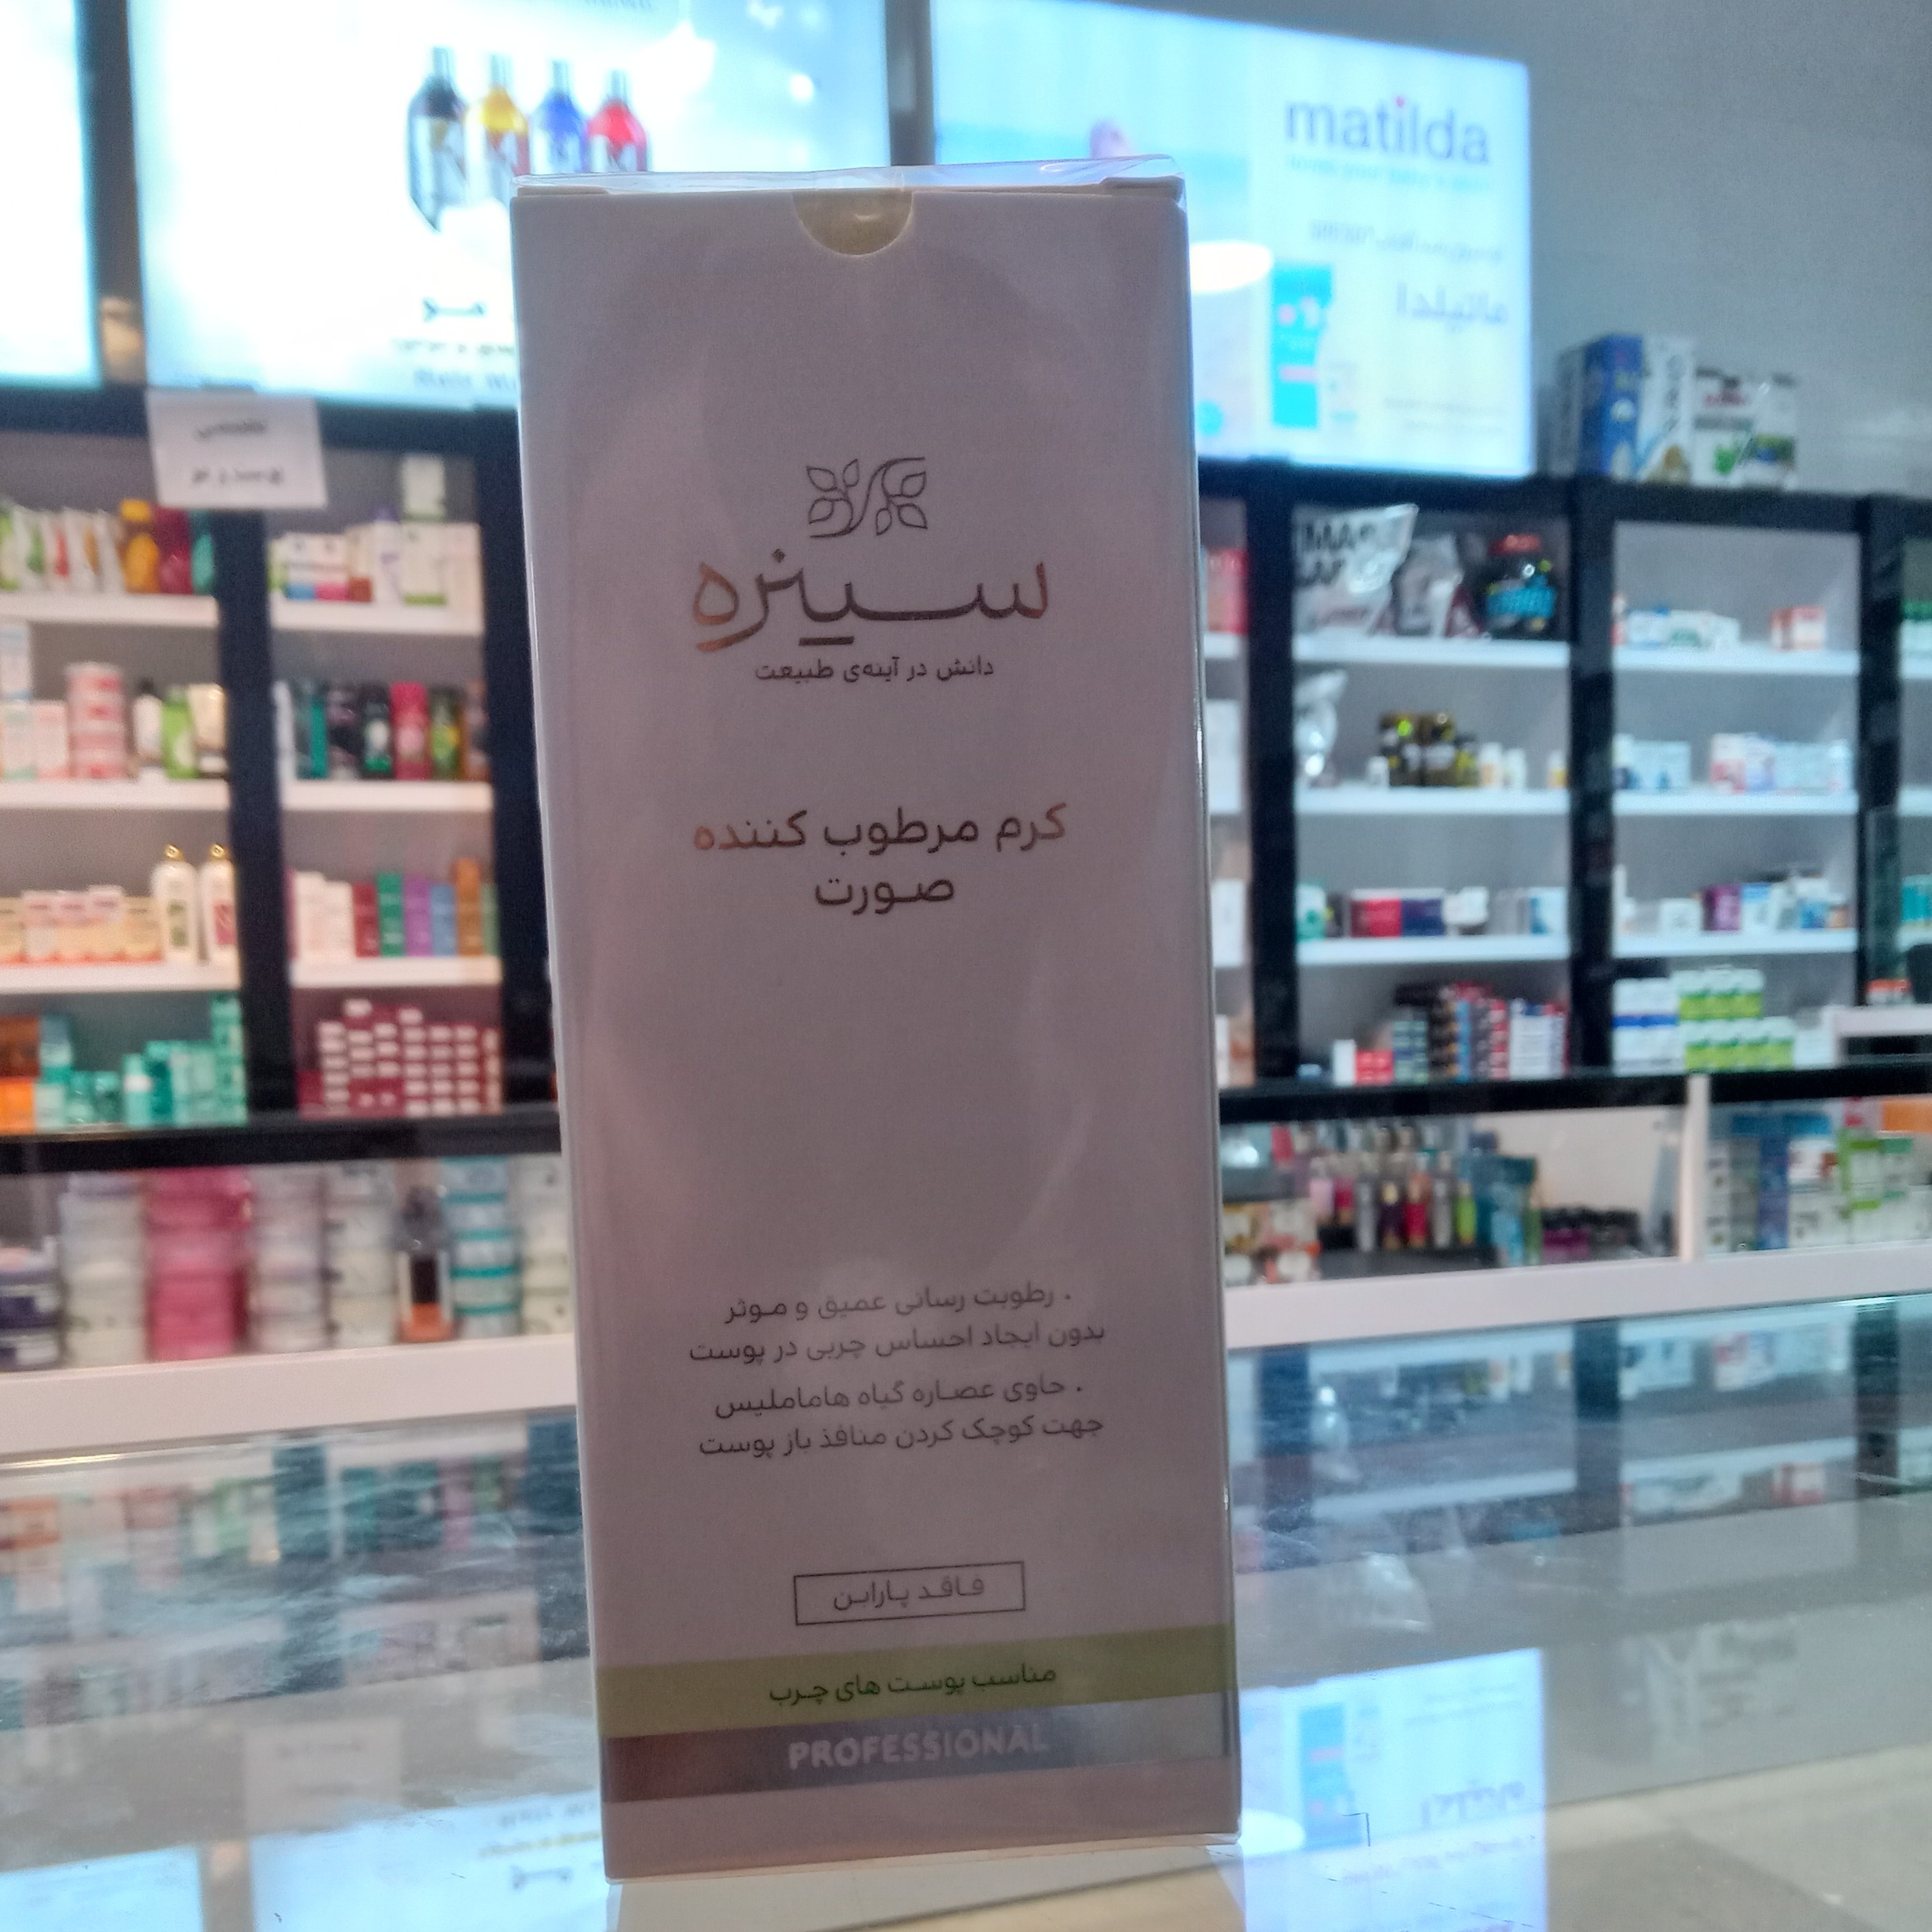 matilda
ماتیلدا
سینره
دانش در آینه‌ی طبیعت
کرم مرطوب کننده
صورت
. رطوبت رسانی عمیق و موثر
بدون ایجاد احساس چربی در پوست
. حاوی عصاره گیاه هاماملیس
جهت کوچک کردن منافذ باز پوست
فاقد پارابن
مناسب پوست های چرب
PROFESSIONAL